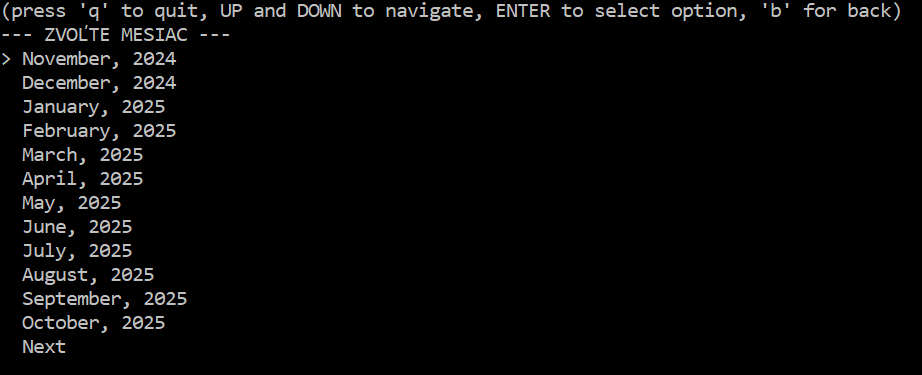 (press 'q' to quit, UP and DOWN to navigate, ENTER to select option, 'b' for back)
--- ZVOĽTE MESIAC ---
> November, 2024
December, 2024
January, 2025
February, 2025
March, 2025
April, 2025
May, 2025
June, 2025
July, 2025
August, 2025
September, 2025
October, 2025
Next